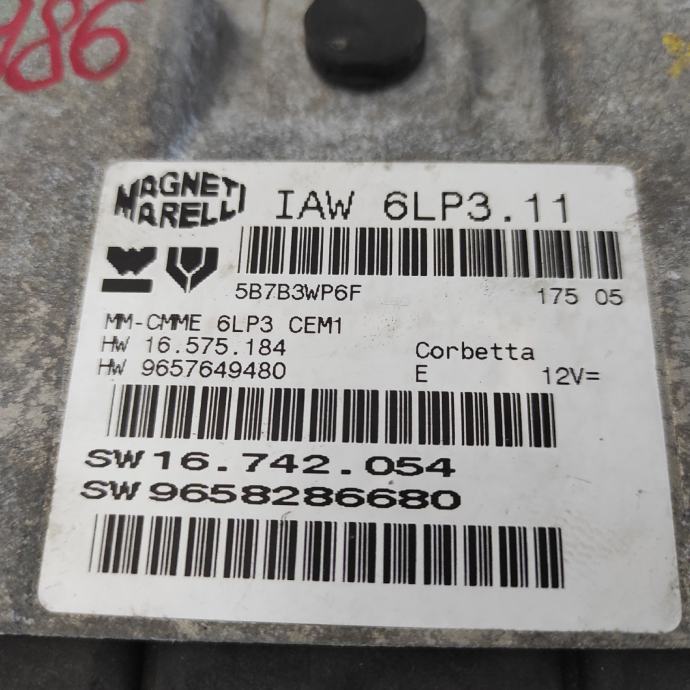 186
MAGNETI
MARELLI
IAW 6LP3.11
5B7B3WP6F 175 05
MM-CMME 6LP3 CEM1
HW 16.575.184 Corbetta
HW 9657649480 E 12V=
SW 16.742.054
SW 9658286680